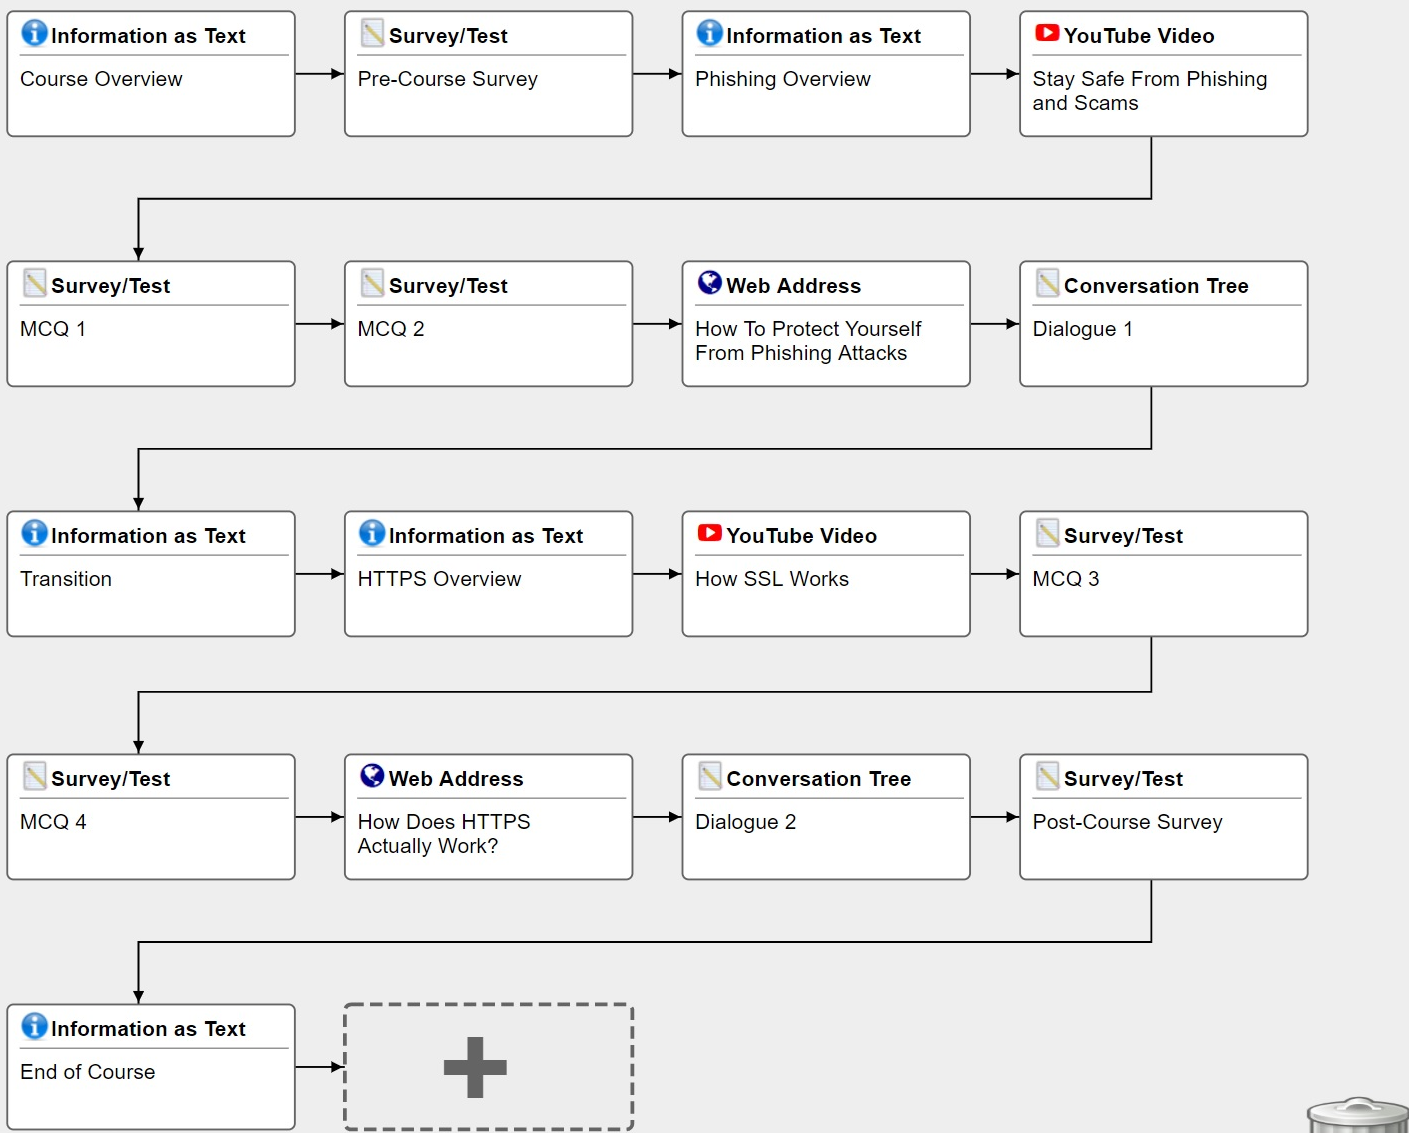 Information as Text
Course Overview
Survey/Test
Pre-Course Survey
Information as Text
Phishing Overview
YouTube Video
Stay Safe From Phishing
and Scams
Survey/Test
MCQ 1
Survey/Test
MCQ 2
Web Address
How To Protect Yourself
From Phishing Attacks
Conversation Tree
Dialogue 1
Information as Text
Transition
Information as Text
HTTPS Overview
YouTube Video
How SSL Works
Survey/Test
MCQ 3
Survey/Test
MCQ 4
Web Address
How Does HTTPS
Actually Work?
Conversation Tree
Dialogue 2
Survey/Test
Post-Course Survey
Information as Text
End of Course